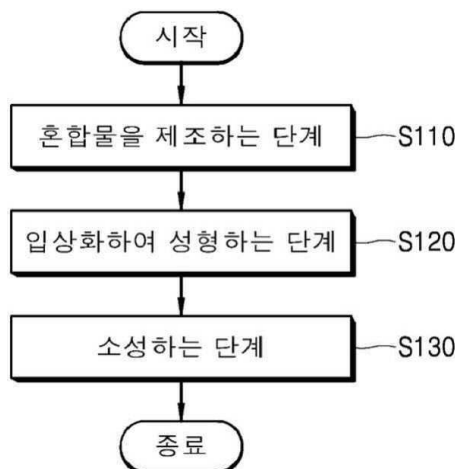 시작
혼합물을 제조하는 단계 S110
입상화하여 성형하는 단계 S120
소성하는 단계 S130
종료